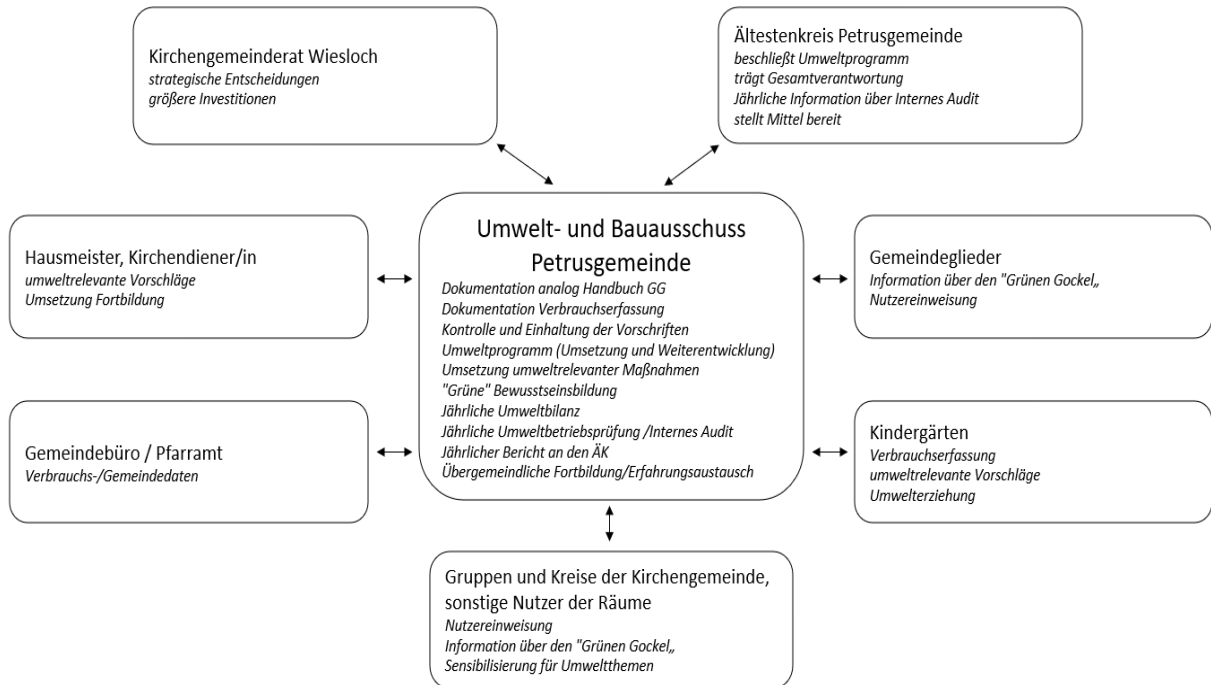 Kirchengemeinderat Wiesloch
strategische Entscheidungen
größere Investitionen
Ältestenkreis Petrusgemeinde
beschließt Umweltprogramm
trägt Gesamtverantwortung
Jährliche Information über Internes Audit
stellt Mittel bereit
Hausmeister, Kirchendiener/in
umweltrelevante Vorschläge
Umsetzung Fortbildung
Umwelt- und Bauausschuss
Petrusgemeinde
Dokumentation analog Handbuch GG
Dokumentation Verbrauchserfassung
Kontrolle und Einhaltung der Vorschriften
Umweltprogramm (Umsetzung und Weiterentwicklung)
Umsetzung umweltrelevanter Maßnahmen
"Grüne" Bewusstseinsbildung
Jährliche Umweltbilanz
Jährliche Umweltbetriebsprüfung /Internes Audit
Jährlicher Bericht an den ÄK
Übergemeindliche Fortbildung/Erfahrungsaustausch
Gemeindeglieder
Information über den "Grünen Gockel„
Nutzereinweisung
Gemeindebüro / Pfarramt
Verbrauchs-/Gemeindedaten
Kindergärten
Verbrauchserfassung
umweltrelevante Vorschläge
Umwelterziehung
Gruppen und Kreise der Kirchengemeinde,
sonstige Nutzer der Räume
Nutzereinweisung
Information über den "Grünen Gockel„
Sensibilisierung für Umweltthemen